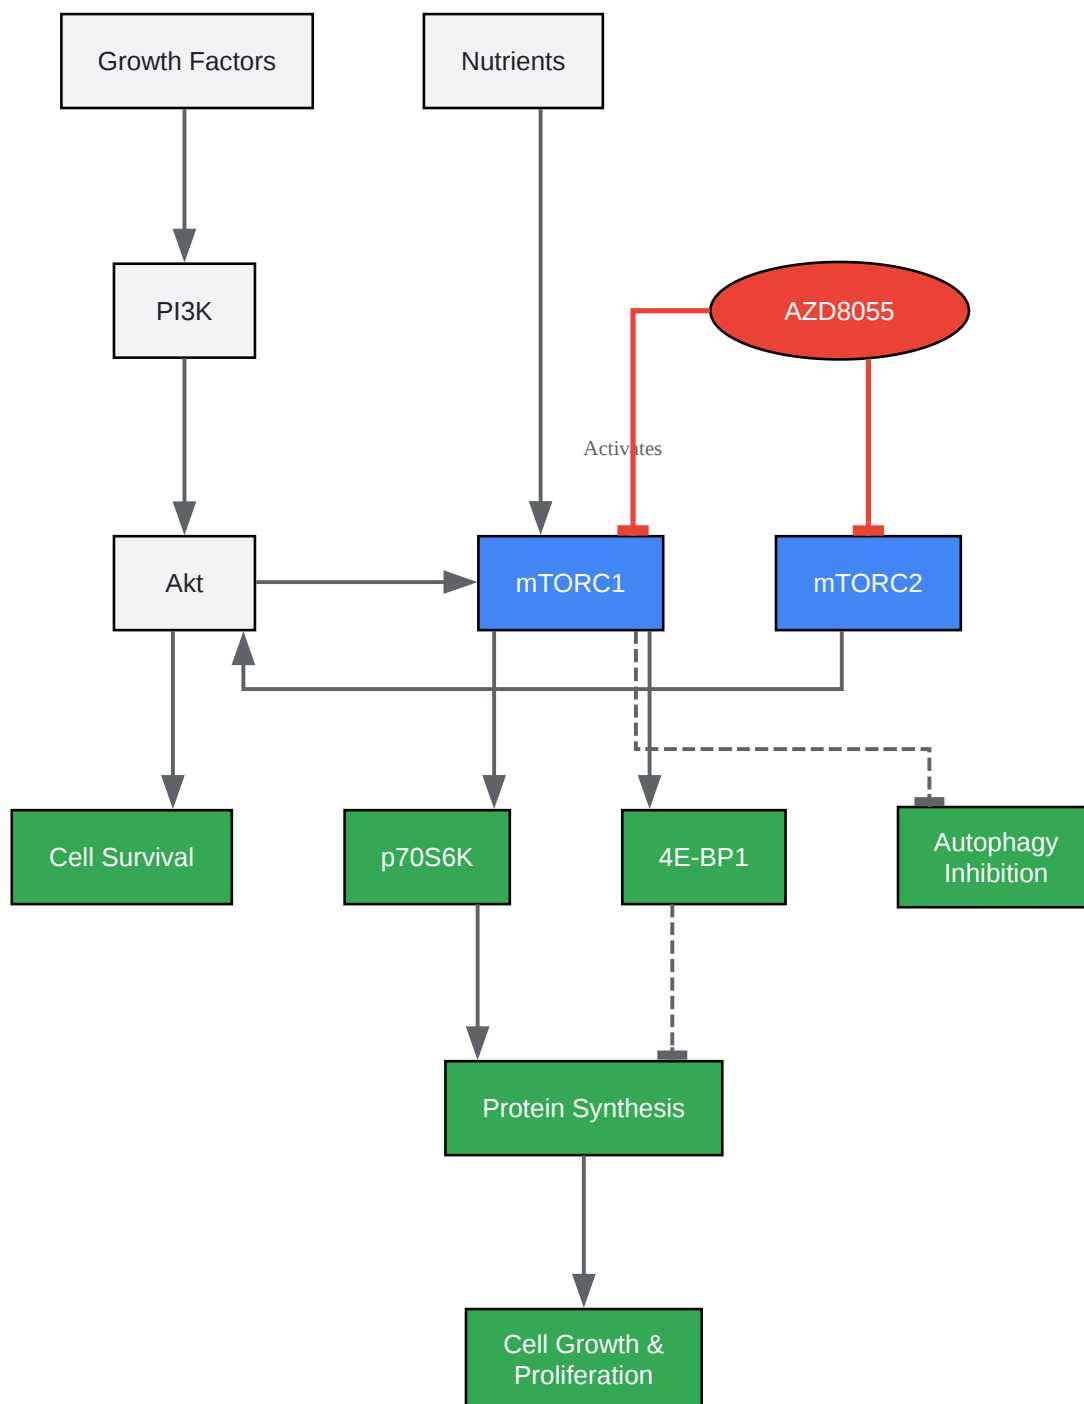 Growth Factors
Nutrients
PI3K
AZD8055
Activates
Akt
mTORC1
mTORC2
Cell Survival
p70S6K
4E-BP1
Autophagy
Inhibition
Protein Synthesis
Cell Growth &
Proliferation